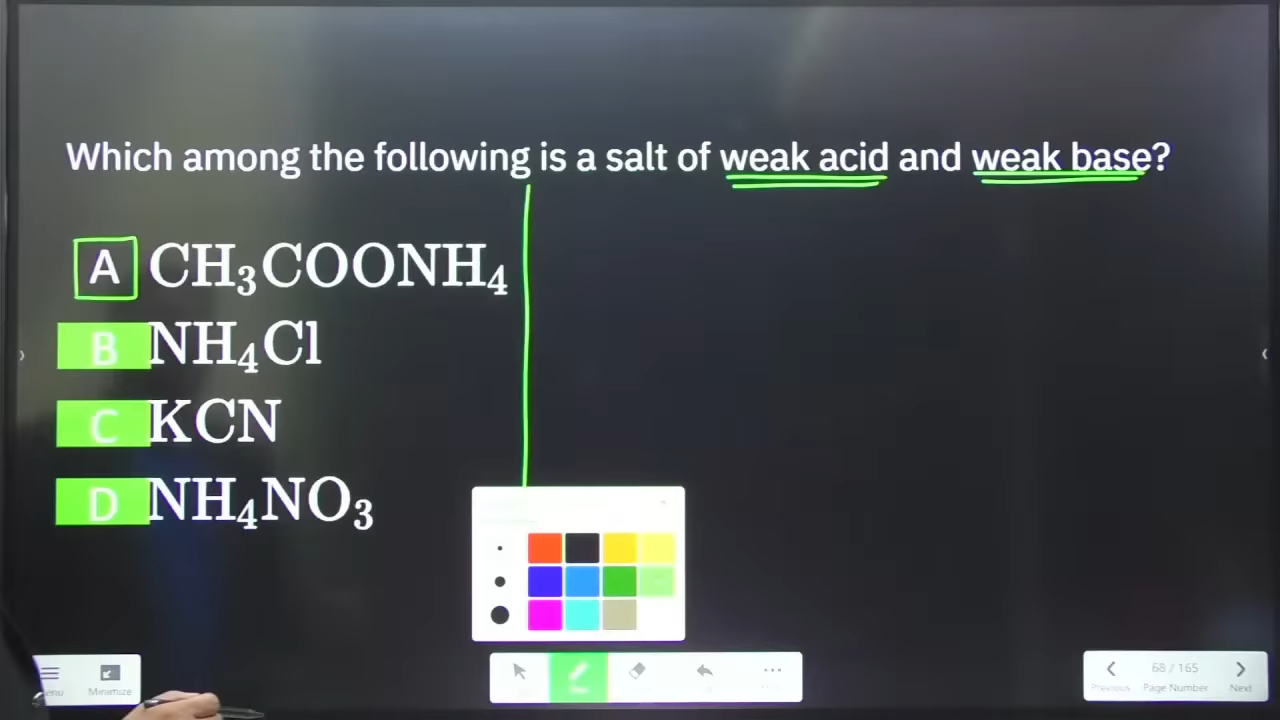 Which among the following is a salt of weak acid and weak base?
A CH₃COONH₄
B NH₄Cl
C KCN
D NH₄NO₃
enu
Minimize
Previous
68 / 165
Page Number
Next